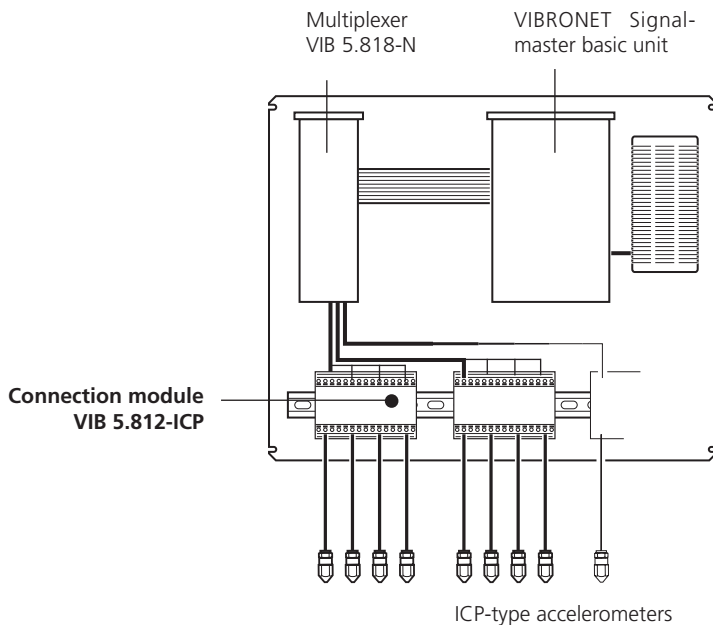 Multiplexer
VIB 5.818-N
VIBRONET Signal-
master basic unit
Connection module
VIB 5.812-ICP
ICP-type accelerometers